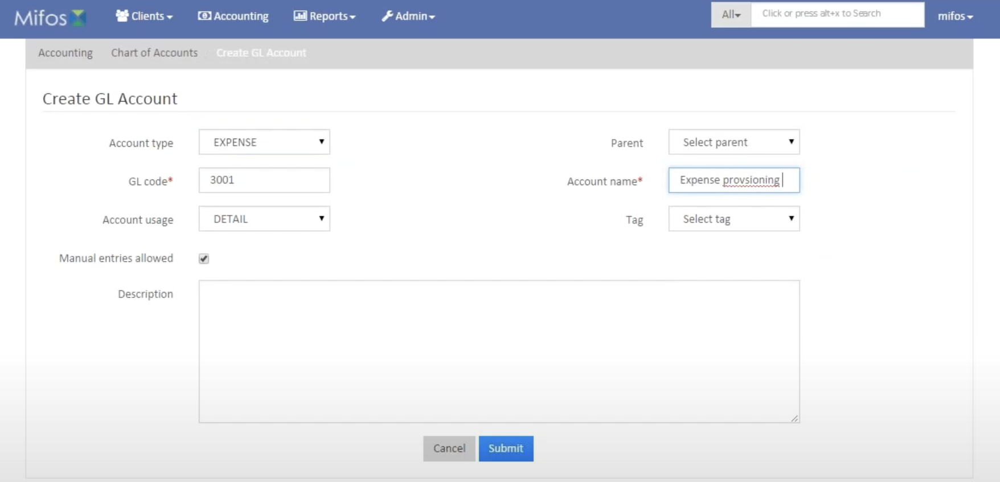 Mifos Clients Accounting Reports Admin All Click or press alt+x to Search mifos
Accounting Chart of Accounts Create GL Account
Create GL Account
Account type EXPENSE Parent Select parent
GL code* 3001 Account name* Expense provsioning
Account usage DETAIL Tag Select tag
Manual entries allowed
Description
Cancel Submit